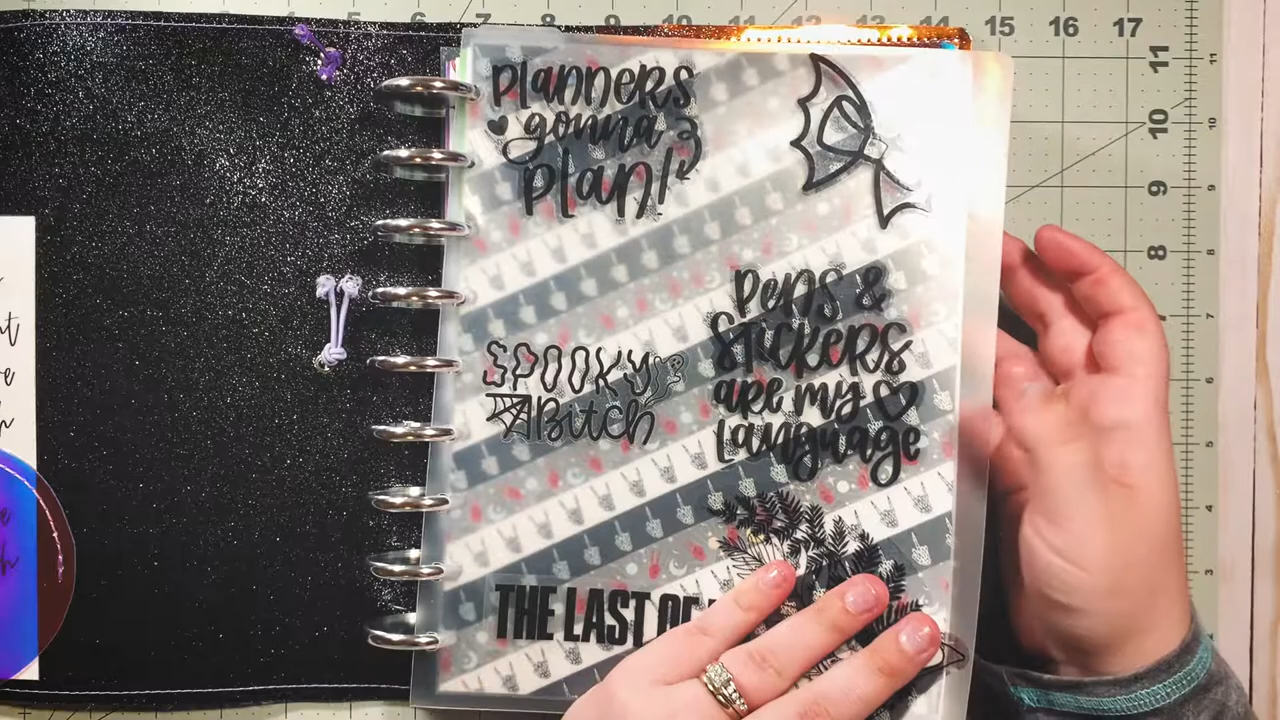 5 6 7 8 9 10 11 12 13 14 15 16 17
planners
gonna
plan!
Pens &
Stickers
are my
Language
SPOOKY
Bitch
THE LAST OF
11
10
9
8
7
6
5
4
3